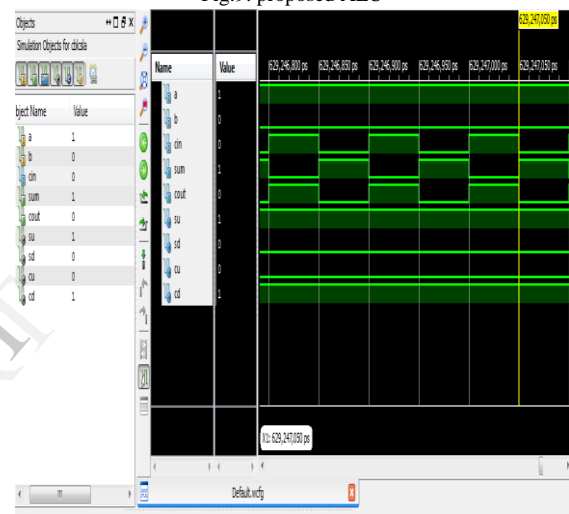 Fig.9: proposed ALU
Objects
Simulation Objects for cblcsla
bject Name Value
a 1
b 0
cin 0
sum 1
cout 0
su 1
sd 0
cu 0
cd 1
Name Value
a 1
b 0
cin 0
sum 1
cout 0
su 1
sd 0
cu 0
cd 1
629,247,050 ps
629,246,800 ps 629,246,850 ps 629,246,900 ps 629,246,950 ps 629,247,000 ps 629,247,050 ps
X1: 629,247,050 ps
Default.wcfg